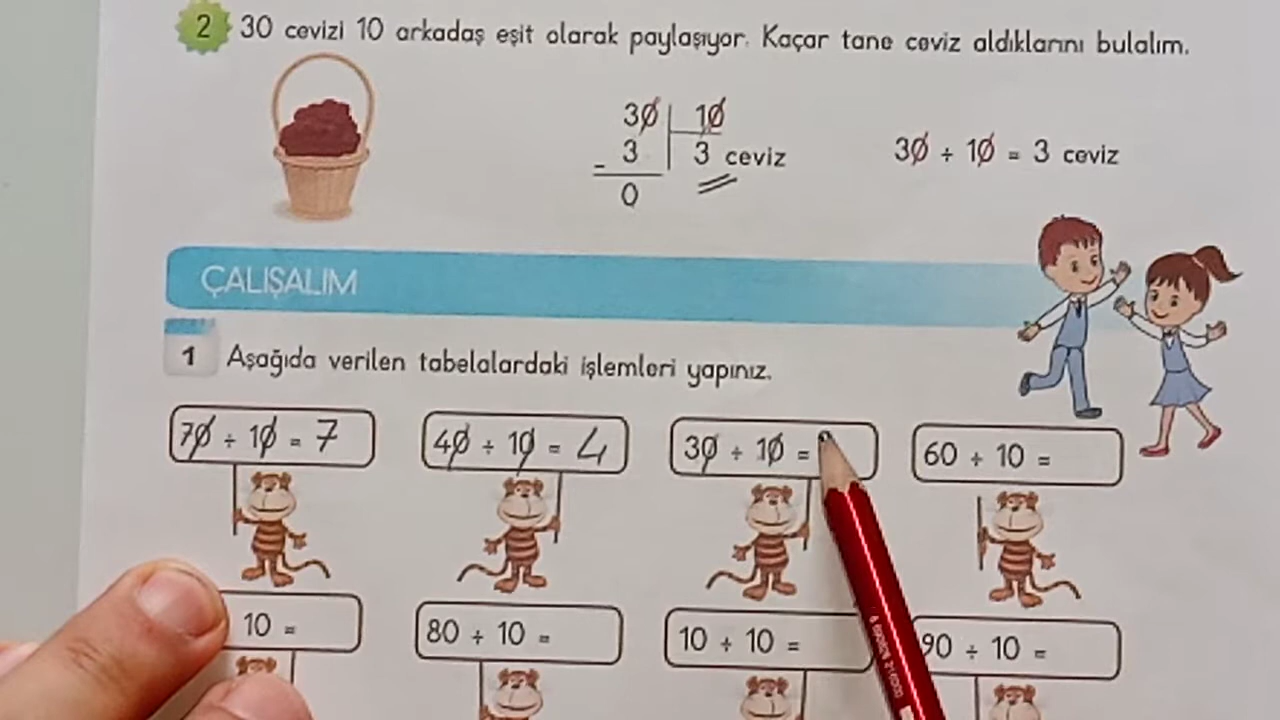 2 30 cevizi 10 arkadaş eşit olarak paylaşıyor. Kaçar tane ceviz aldıklarını bulalım.
30 10
- 3 3 ceviz
0
30 ÷ 10 = 3 ceviz
ÇALIŞALIM
1 Aşağıda verilen tabelalardaki işlemleri yapınız.
70 ÷ 10 = 7
40 ÷ 10 = 4
30 ÷ 10 =
60 ÷ 10 =
10 =
80 ÷ 10 =
10 ÷ 10 =
90 ÷ 10 =